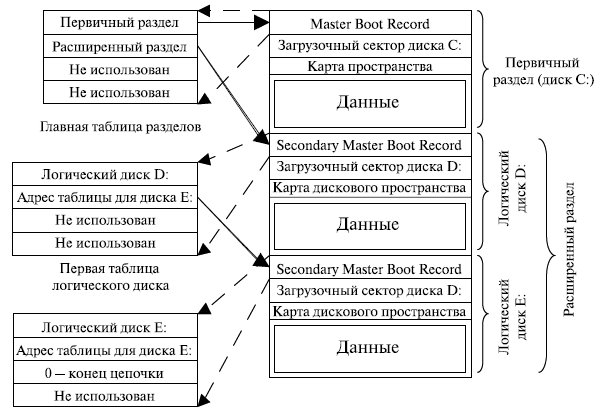 Первичный раздел
Расширенный раздел
Не использован
Не использован
Главная таблица разделов
Master Boot Record
Загрузочный сектор диска C:
Карта пространства
Данные
Первичный
раздел (диск C:)
Логический диск D:
Адрес таблицы для диска E:
Не использован
Не использован
Первая таблица
логического диска
Secondary Master Boot Record
Загрузочный сектор диска D:
Карта дискового пространства
Данные
Логический
диск D:
Логический диск E:
Адрес таблицы для диска E:
0 — конец цепочки
Не использован
Secondary Master Boot Record
Загрузочный сектор диска D:
Карта дискового пространства
Данные
Логический
диск E:
Расширенный раздел